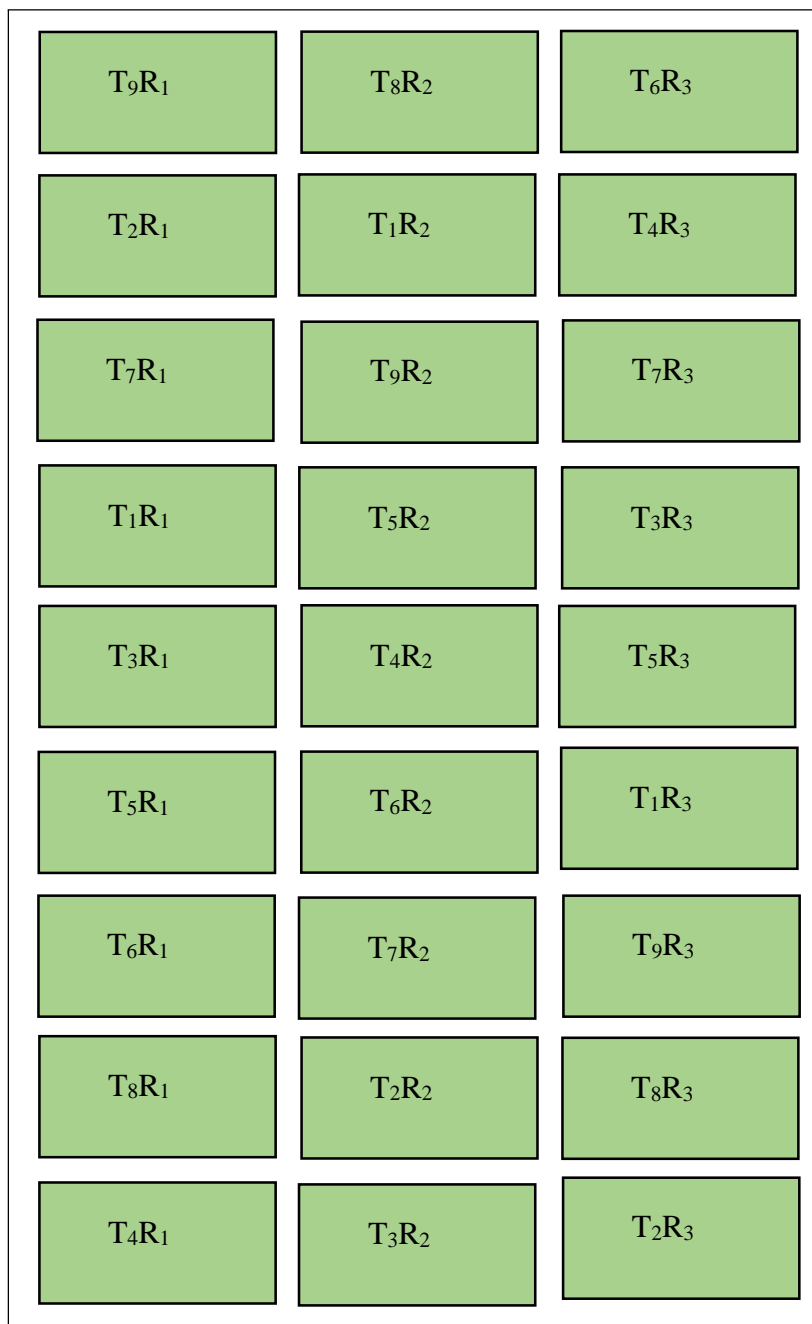 T₉R₁ T₈R₂ T₆R₃
T₂R₁ T₁R₂ T₄R₃
T₇R₁ T₉R₂ T₇R₃
T₁R₁ T₅R₂ T₃R₃
T₃R₁ T₄R₂ T₅R₃
T₅R₁ T₆R₂ T₁R₃
T₆R₁ T₇R₂ T₉R₃
T₈R₁ T₂R₂ T₈R₃
T₄R₁ T₃R₂ T₂R₃